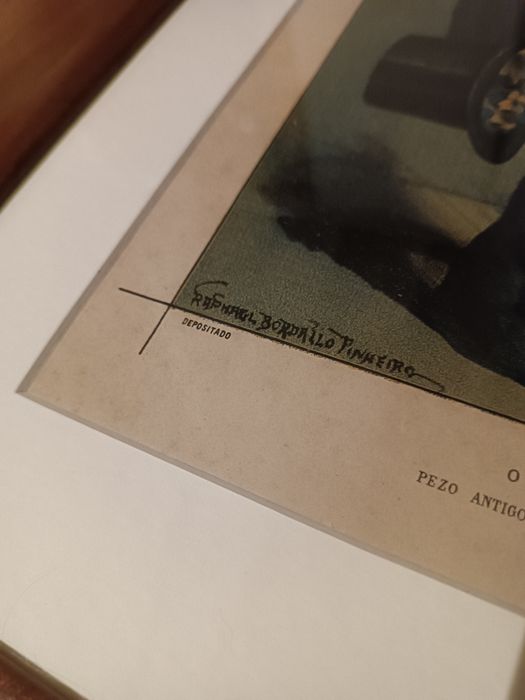 RAPHAEL BORDALLO PINHEIRO
DEPOSITADO
O
PEZO ANTIGO